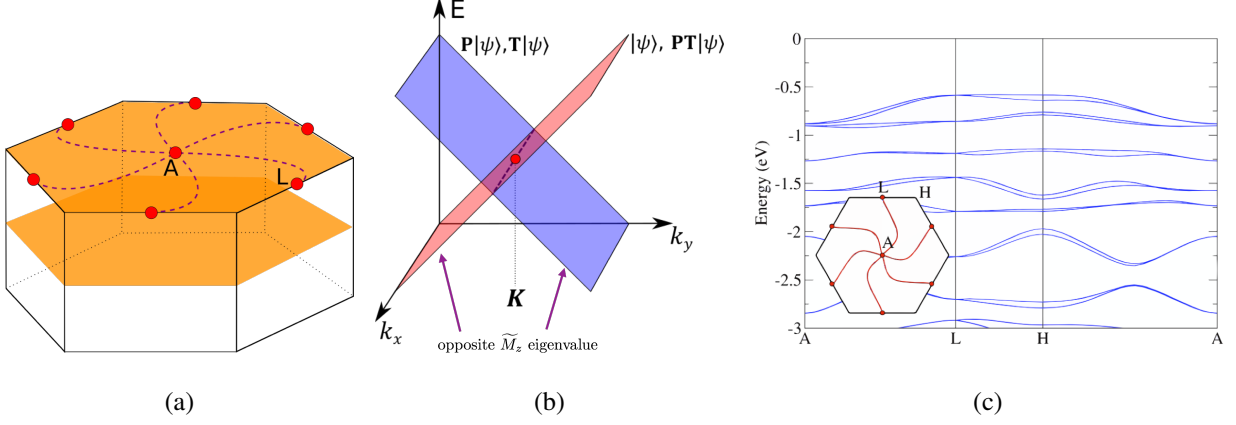 A
L
(a)
E
P|ψ⟩,T|ψ⟩
|ψ⟩, PT|ψ⟩
k_y
K
k_x
opposite M̃_z eigenvalue
(b)
0
-0.5
-1
-1.5
-2
-2.5
-3
Energy (eV)
L
H
A
A
L
H
A
(c)